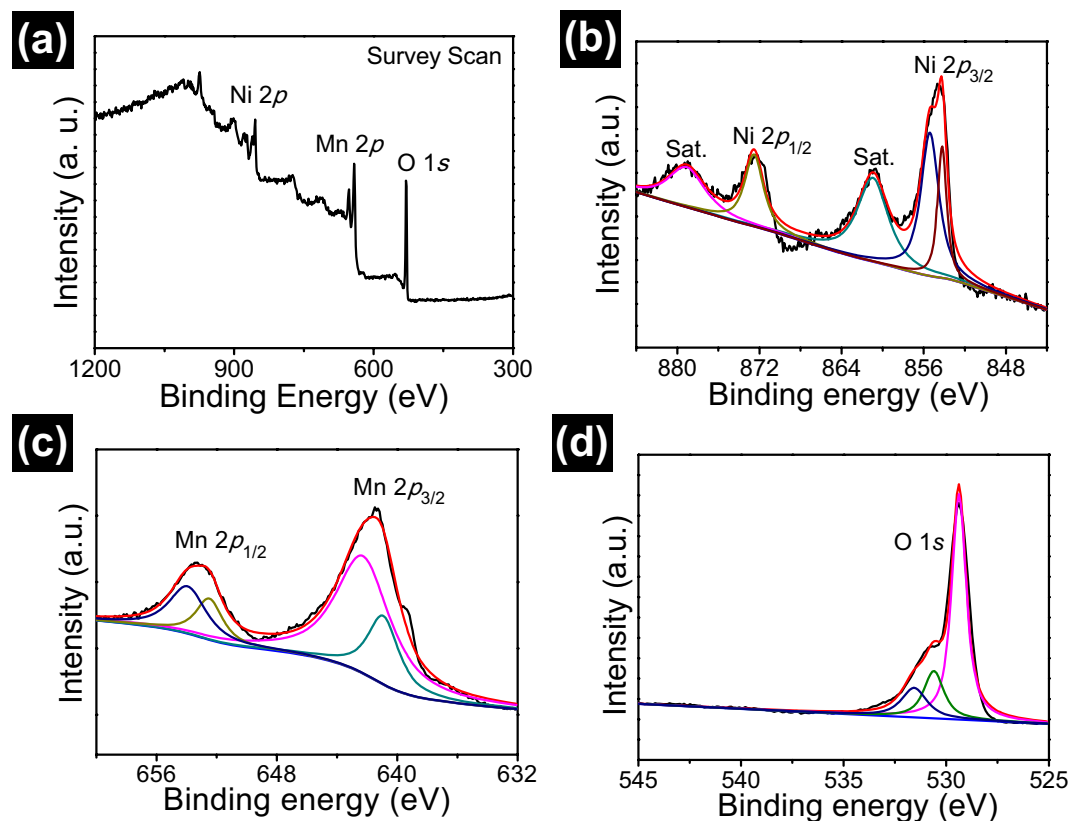 (a)
Survey Scan
Ni 2p
Mn 2p
O 1s
Intensity (a. u.)
1200 900 600 300
Binding Energy (eV)
(b)
Ni 2p3/2
Sat.
Ni 2p1/2
Sat.
Intensity (a.u.)
880 872 864 856 848
Binding energy (eV)
(c)
Mn 2p3/2
Mn 2p1/2
Intensity (a.u.)
656 648 640 632
Binding energy (eV)
(d)
O 1s
Intensity (a.u.)
545 540 535 530 525
Binding energy (eV)